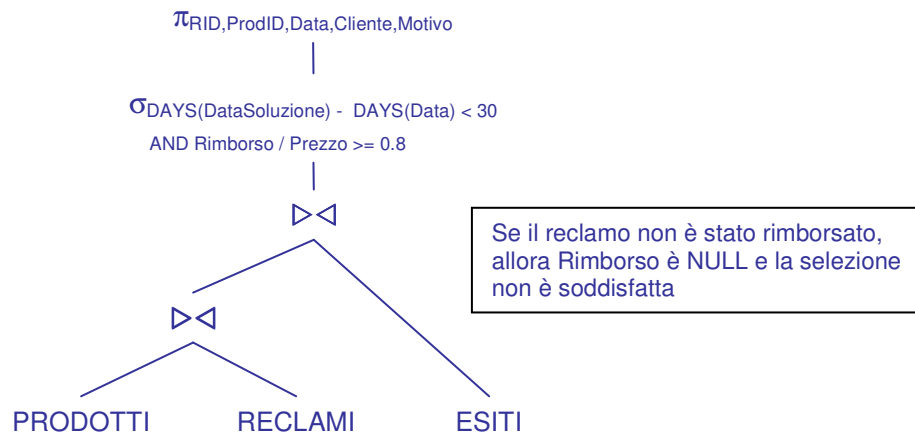 πRID,ProdID,Data,Cliente,Motivo
σDAYS(DataSoluzione) - DAYS(Data) < 30
AND Rimborso / Prezzo >= 0.8
Se il reclamo non è stato rimborsato,
allora Rimborso è NULL e la selezione
non è soddisfatta
PRODOTTI RECLAMI ESITI